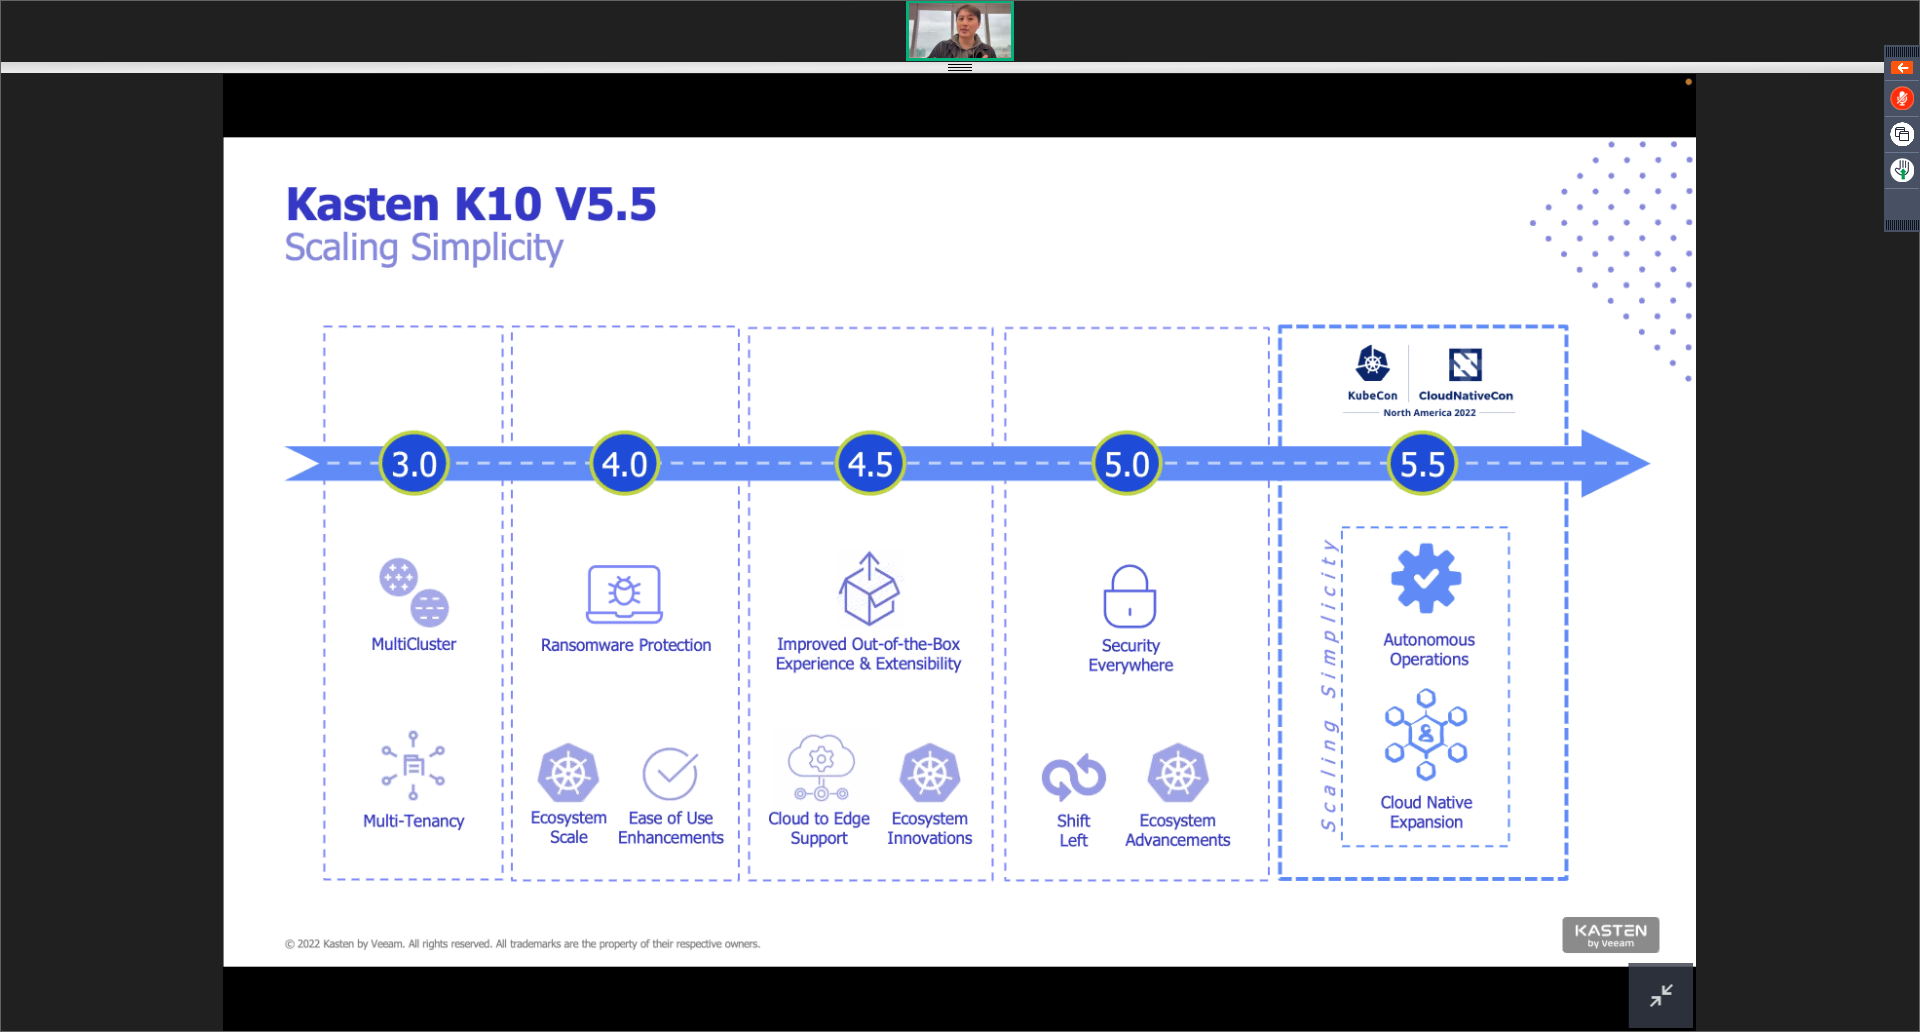 Kasten K10 V5.5
Scaling Simplicity
KubeCon
CloudNativeCon
North America 2022
3.0
4.0
4.5
5.0
5.5
MultiCluster
Multi-Tenancy
Ransomware Protection
Ecosystem
Scale
Ease of Use
Enhancements
Improved Out-of-the-Box
Experience & Extensibility
Cloud to Edge
Support
Ecosystem
Innovations
Security
Everywhere
Shift
Left
Ecosystem
Advancements
Scaling Simplicity
Autonomous
Operations
Cloud Native
Expansion
© 2022 Kasten by Veeam. All rights reserved. All trademarks are the property of their respective owners.
KASTEN
by Veeam